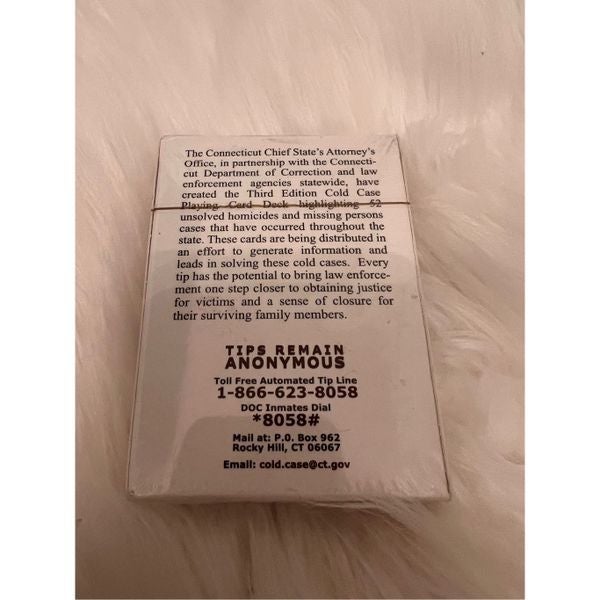 The Connecticut Chief State's Attorney's
Office, in partnership with the Connecti-
cut Department of Correction and law
enforcement agencies statewide, have
created the Third Edition Cold Case
Playing Card Deck highlighting 52
unsolved homicides and missing persons
cases that have occurred throughout the
state. These cards are being distributed in
an effort to generate information and
leads in solving these cold cases. Every
tip has the potential to bring law enforce-
ment one step closer to obtaining justice
for victims and a sense of closure for
their surviving family members.
TIPS REMAIN
ANONYMOUS
Toll Free Automated Tip Line
1-866-623-8058
DOC Inmates Dial
*8058#
Mail at: P.O. Box 962
Rocky Hill, CT 06067
Email: cold.case@ct.gov